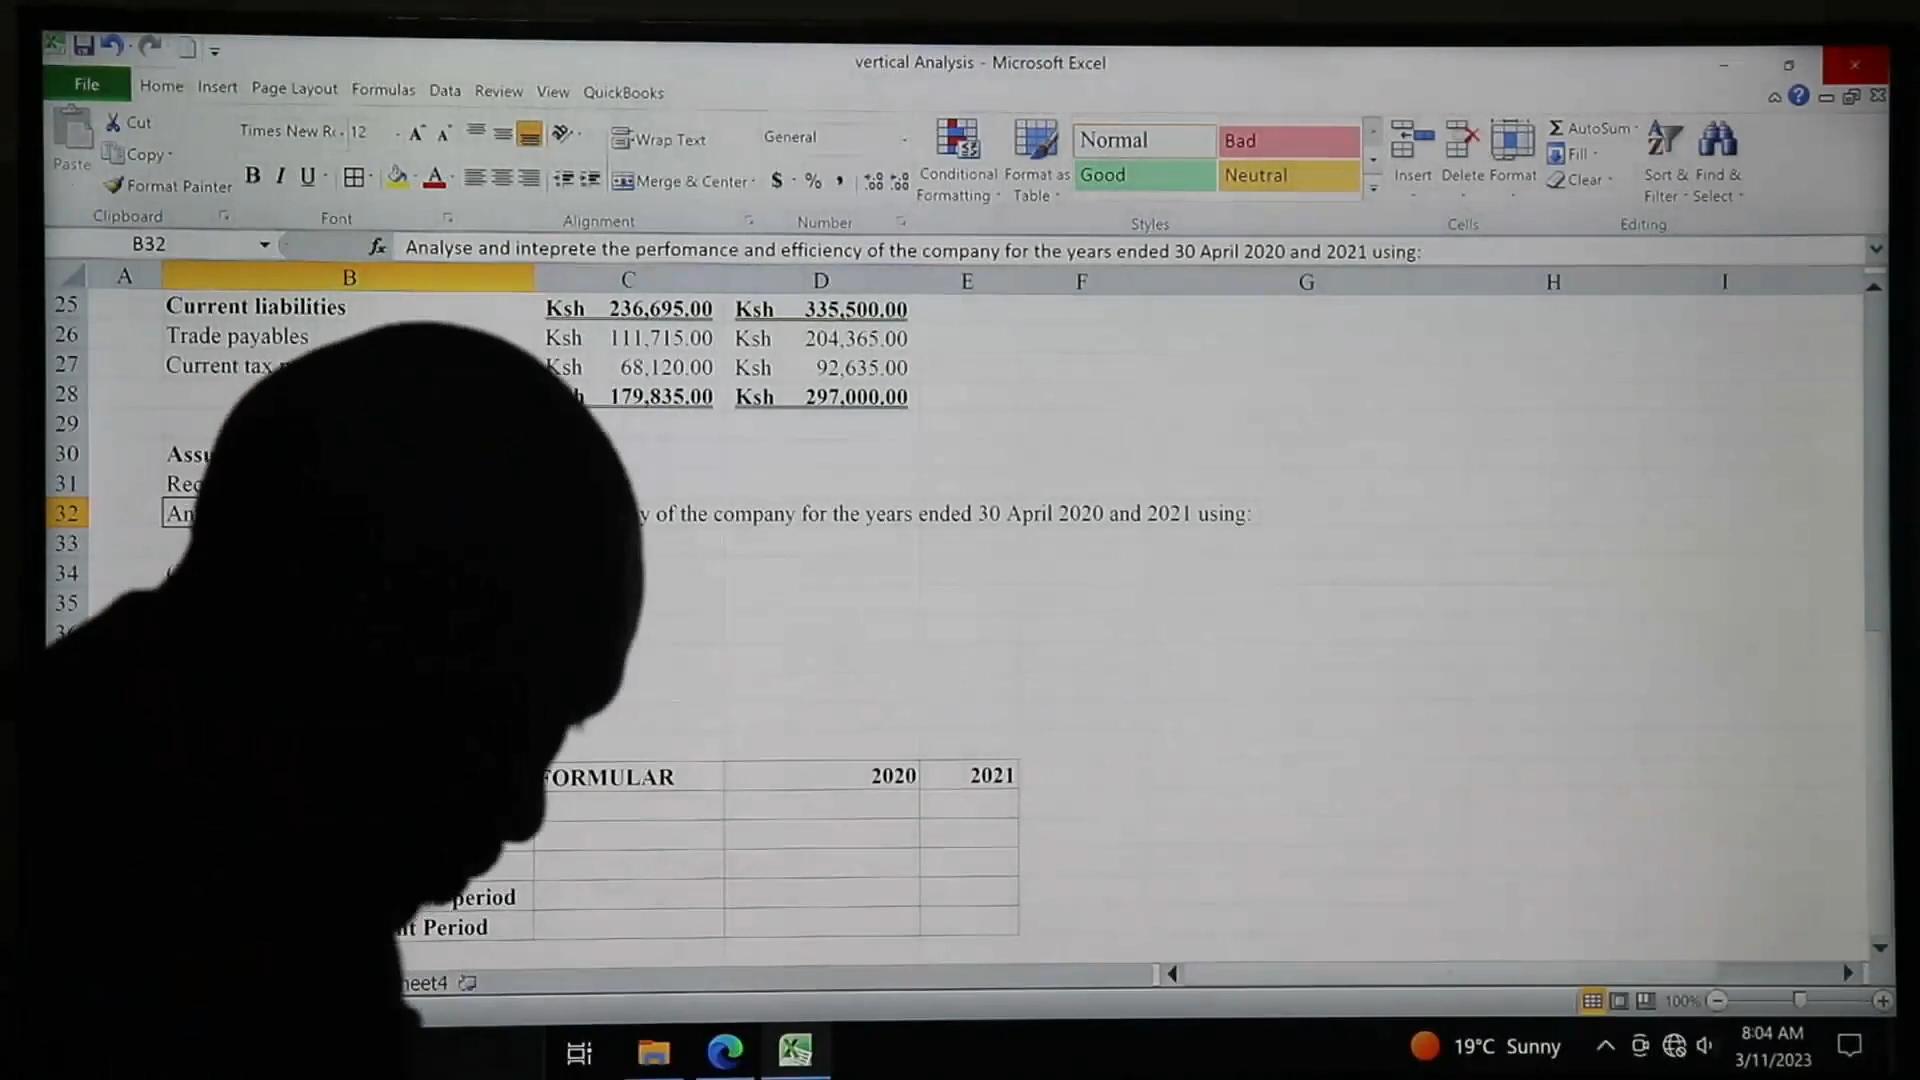 vertical Analysis - Microsoft Excel
File Home Insert Page Layout Formulas Data Review View QuickBooks
Cut
Copy
Format Painter
Paste
Clipboard
12
B I U
Font
Wrap Text
Merge & Center
Alignment
General
$ % ,
Number
Conditional Formatting
Format as Table
Normal Bad
Good Neutral
Styles
Insert Delete Format
Cells
Σ AutoSum
Fill
Clear
Sort & Filter
Find & Select
Editing
B32 fx Analyse and inteprete the perfomance and efficiency of the company for the years ended 30 April 2020 and 2021 using:
A B C D E F G H I
25 Current liabilities Ksh 236,695.00 Ksh 335,500.00
26 Trade payables Ksh 111,715.00 Ksh 204,365.00
27 Current tax Ksh 68,120.00 Ksh 92,635.00
28 179,835.00 Ksh 297,000.00
29
30
31
32 of the company for the years ended 30 April 2020 and 2021 using:
33
34
35
FORMULAR 2020 2021
period
Period
100%
19°C Sunny
8:04 AM
3/11/2023